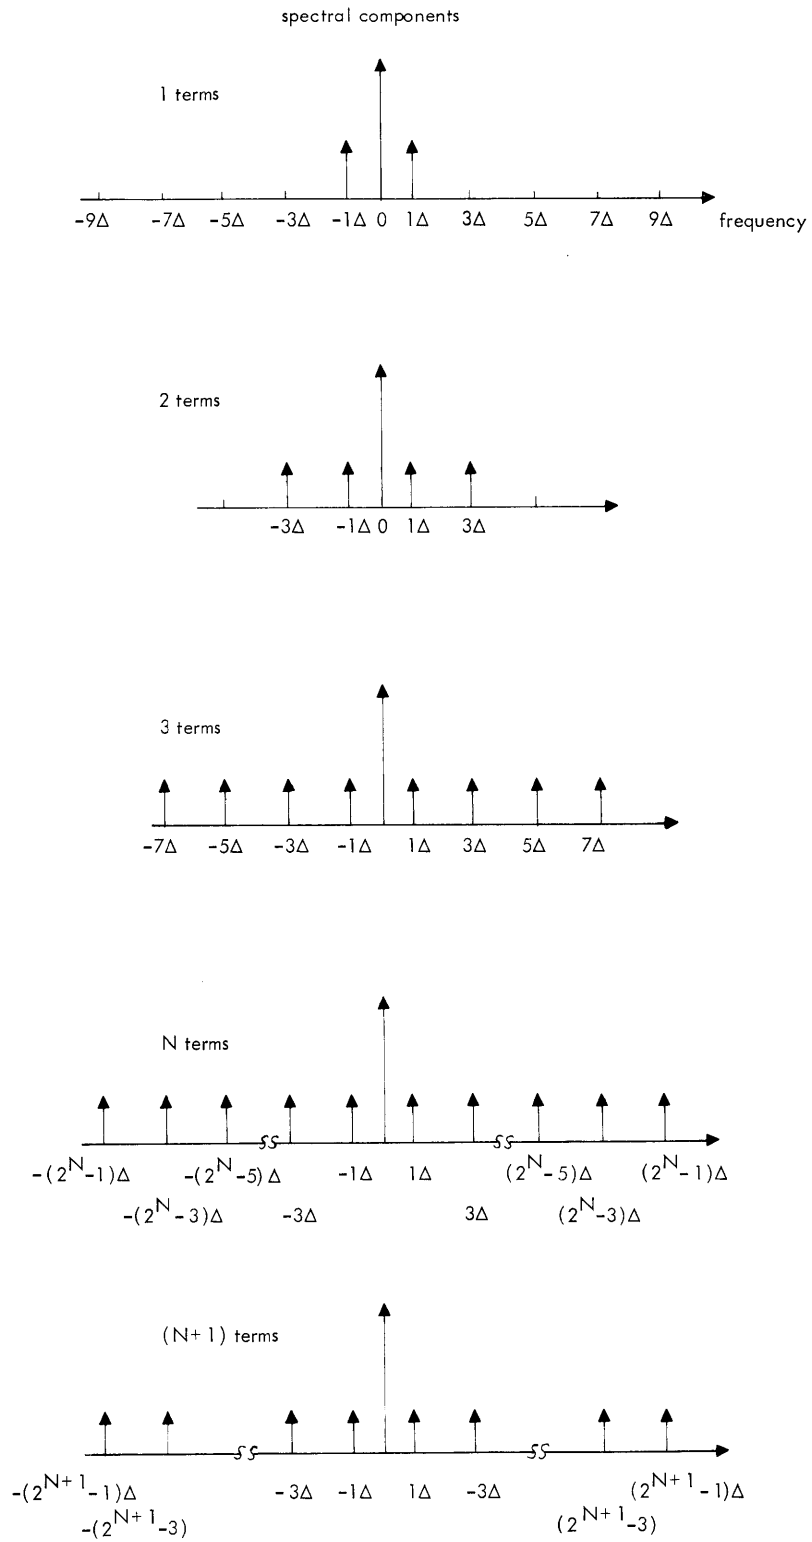 spectral components
1 terms
-9Δ -7Δ -5Δ -3Δ -1Δ 0 1Δ 3Δ 5Δ 7Δ 9Δ frequency
2 terms
-3Δ -1Δ 0 1Δ 3Δ
3 terms
-7Δ -5Δ -3Δ -1Δ 1Δ 3Δ 5Δ 7Δ
N terms
-(2^N-1)Δ -(2^N-5)Δ -1Δ 1Δ (2^N-5)Δ (2^N-1)Δ
-(2^N-3)Δ -3Δ 3Δ (2^N-3)Δ
(N+1) terms
-(2^N+1-1)Δ -3Δ -1Δ 1Δ -3Δ (2^N+1-1)Δ
-(2^N+1-3) (2^N+1-3)